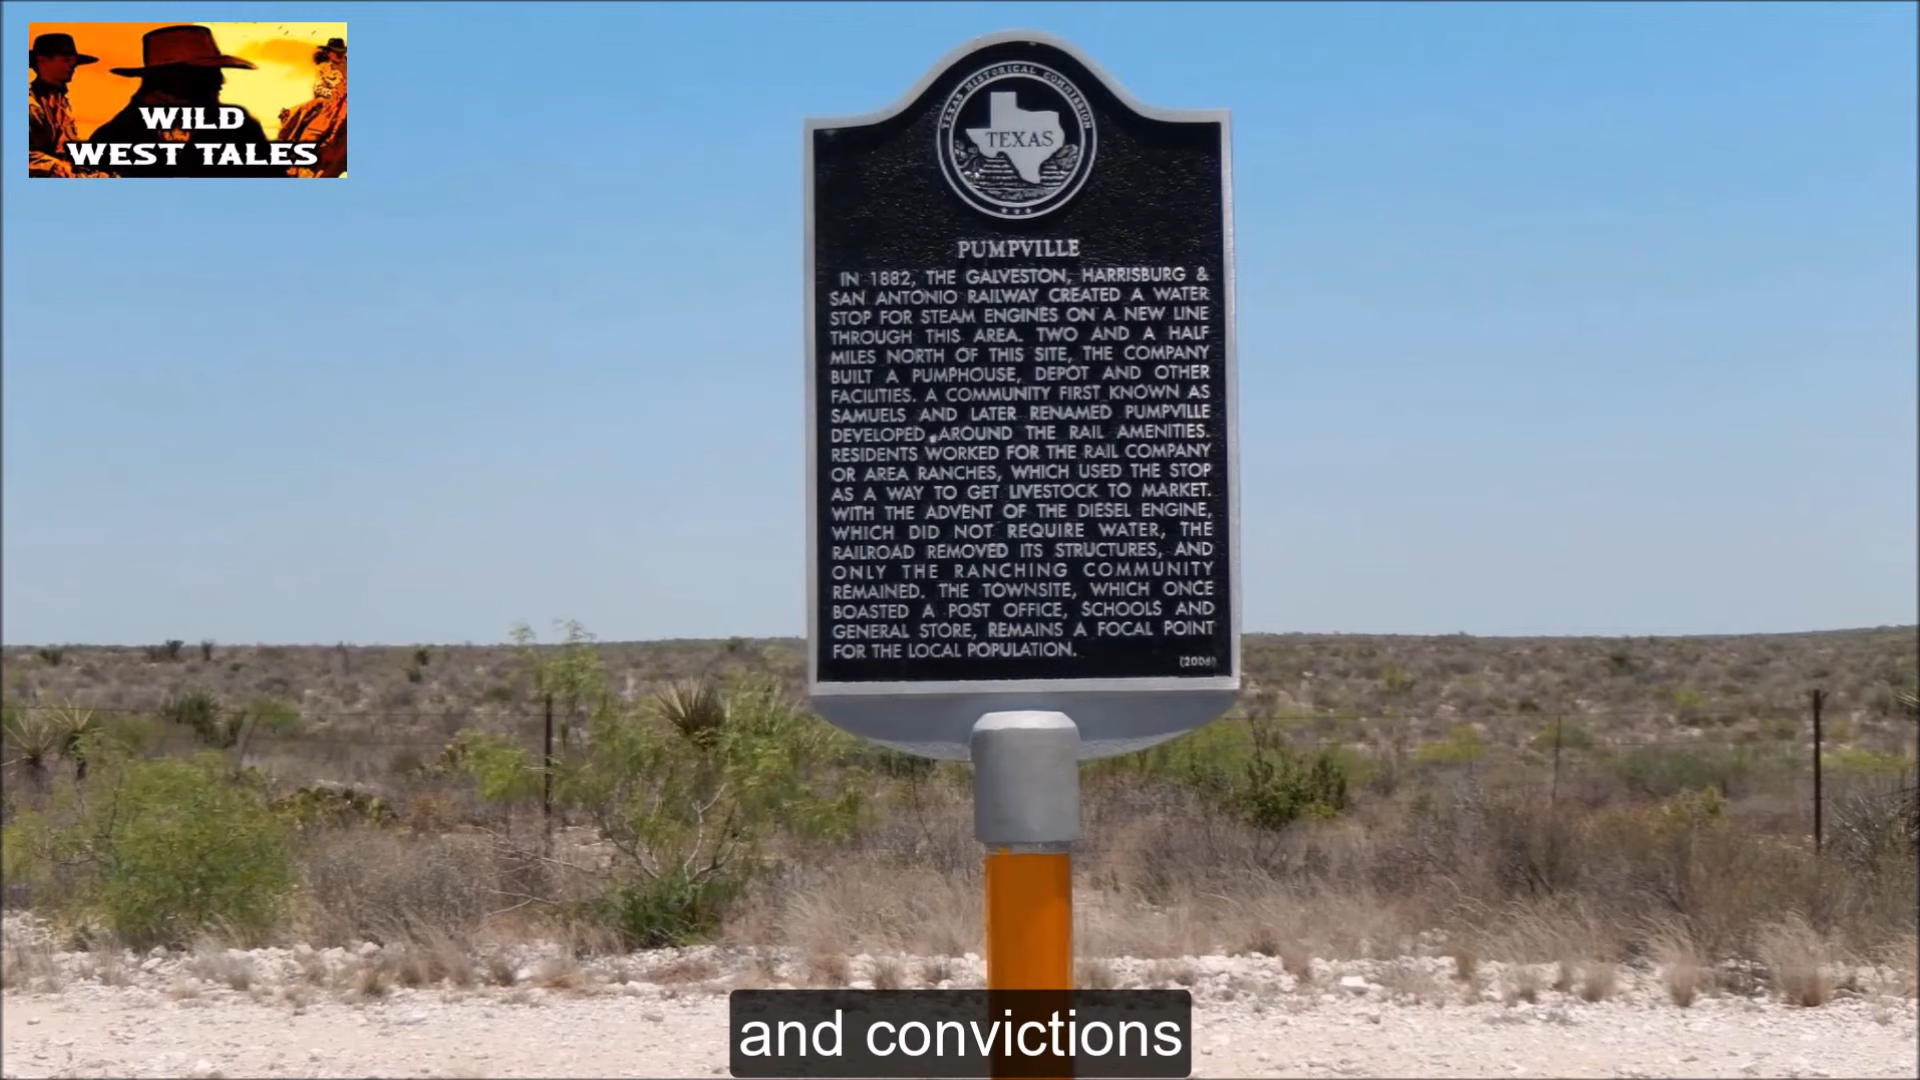 WILD
WEST TALES
TEXAS HISTORICAL COMMISSION
TEXAS
PUMPVILLE
IN 1882, THE GALVESTON, HARRISBURG &
SAN ANTONIO RAILWAY CREATED A WATER
STOP FOR STEAM ENGINES ON A NEW LINE
THROUGH THIS AREA. TWO AND A HALF
MILES NORTH OF THIS SITE, THE COMPANY
BUILT A PUMPHOUSE, DEPOT AND OTHER
FACILITIES. A COMMUNITY FIRST KNOWN AS
SAMUELS AND LATER RENAMED PUMPVILLE
DEVELOPED AROUND THE RAIL AMENITIES.
RESIDENTS WORKED FOR THE RAIL COMPANY
OR AREA RANCHES, WHICH USED THE STOP
AS A WAY TO GET LIVESTOCK TO MARKET.
WITH THE ADVENT OF THE DIESEL ENGINE,
WHICH DID NOT REQUIRE WATER, THE
RAILROAD REMOVED ITS STRUCTURES, AND
ONLY THE RANCHING COMMUNITY
REMAINED. THE TOWNSITE, WHICH ONCE
BOASTED A POST OFFICE, SCHOOLS AND
GENERAL STORE, REMAINS A FOCAL POINT
FOR THE LOCAL POPULATION.
and convictions